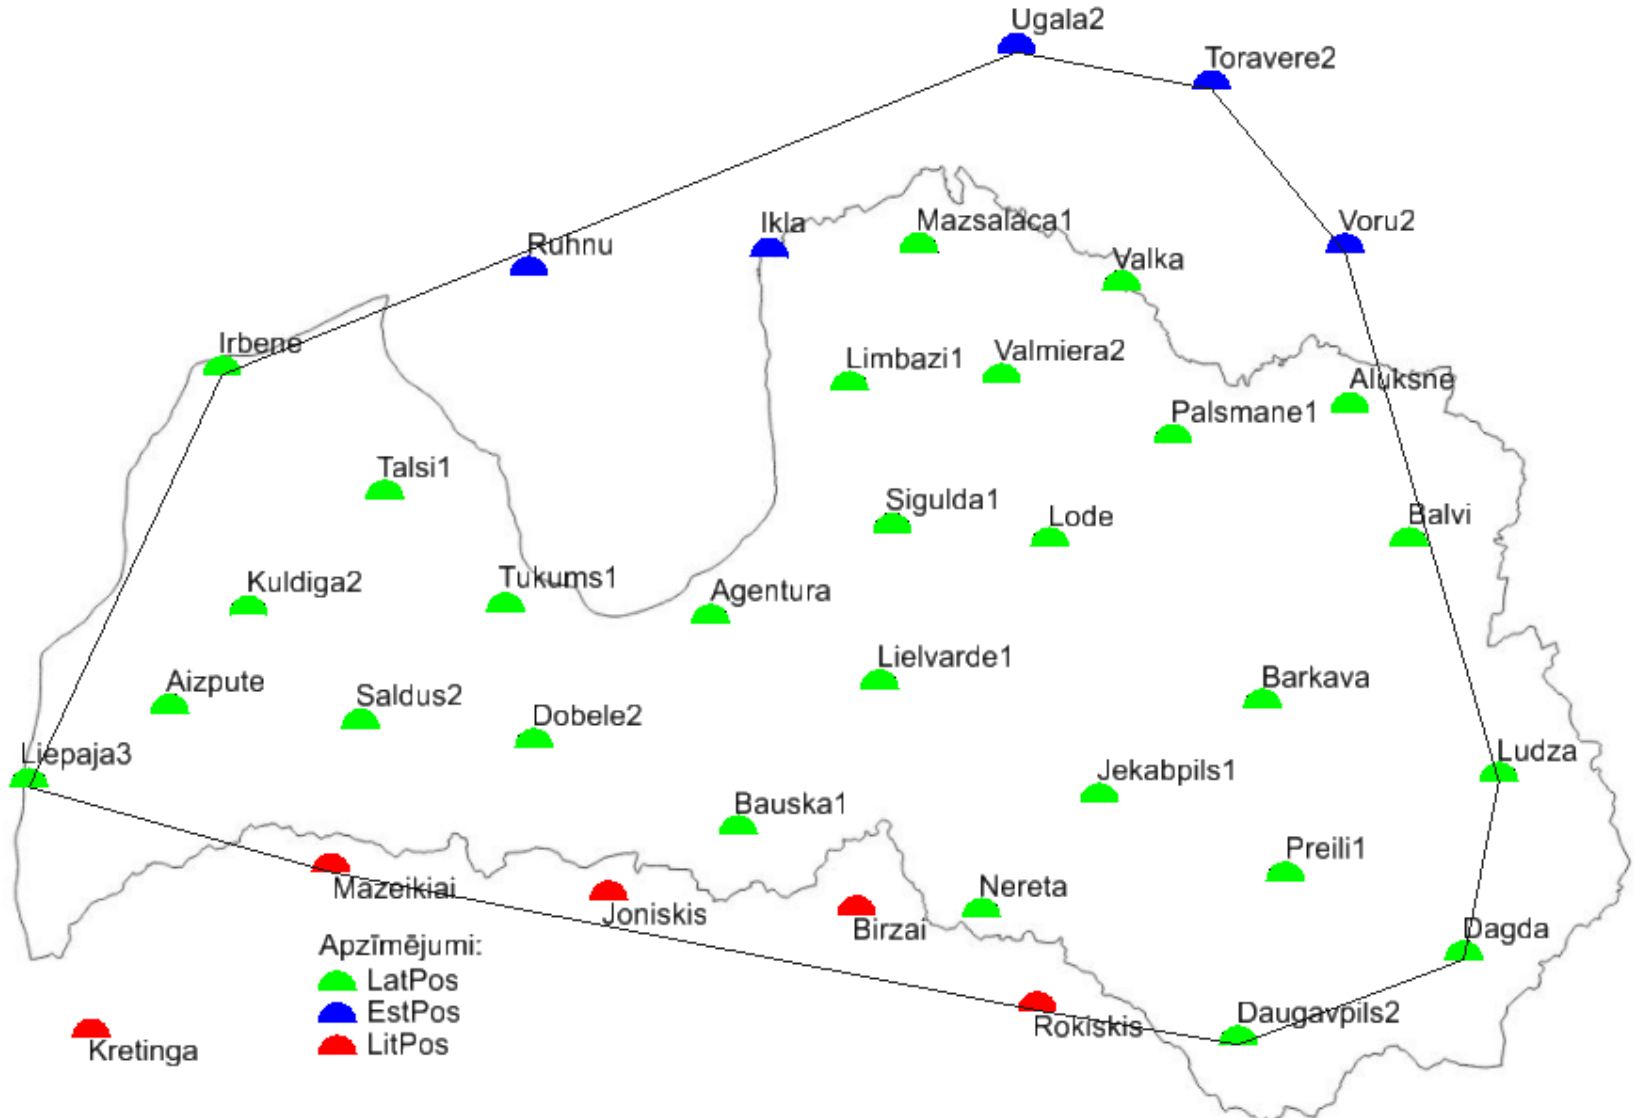 Ugala2
Toravere2
Ikla
Mazsalaca1
Voru2
Ruhnu
Valka
Irbene
Limbazi1
Valmiera2
Aluksne
Palsmane1
Talsi1
Sigulda1
Lode
Balvi
Kuldiga2
Tukums1
Agentura
Lielvarde1
Aizpute
Saldus2
Barkava
Dobele2
Liepaja3
Ludza
Jekabpils1
Bauska1
Preili1
Mazeikiai
Nereta
Joniskis
Birzai
Dagda
Apzīmējumi:
LatPos
EstPos
LitPos
Daugavpils2
Rokiskis
Kretinga